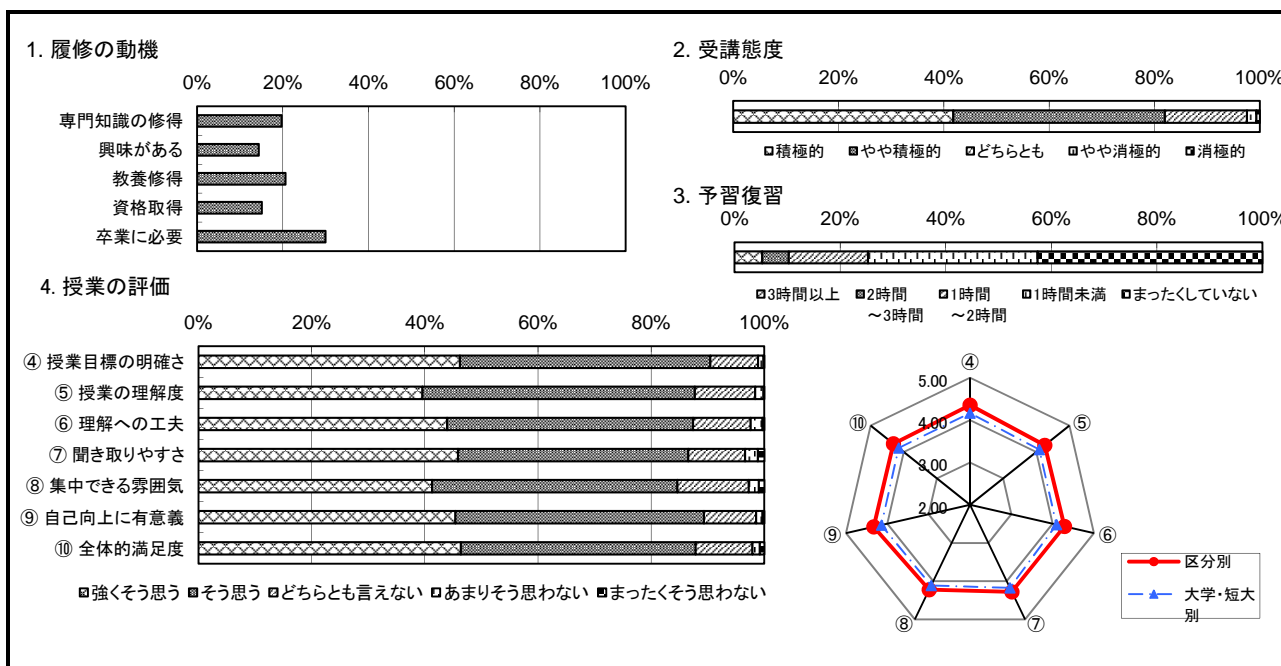 1. 履修の動機
0% 20% 40% 60% 80% 100%
専門知識の修得
興味がある
教養修得
資格取得
卒業に必要
2. 受講態度
0% 20% 40% 60% 80% 100%
積極的 やや積極的 どちらとも やや消極的 消極的
3. 予習復習
0% 20% 40% 60% 80% 100%
3時間以上 2時間 1時間 1時間未満 まったくしていない
～3時間 ～2時間
4. 授業の評価
0% 20% 40% 60% 80% 100%
④ 授業目標の明確さ
⑤ 授業の理解度
⑥ 理解への工夫
⑦ 聞き取りやすさ
⑧ 集中できる雰囲気
⑨ 自己向上に有意義
⑩ 全体的満足度
強くそう思う そう思う どちらとも言えない あまりそう思わない まったくそう思わない
④
5.00
⑩ 4.00 ⑤
3.00
2.00
⑨ ⑥
⑧ ⑦
区分別
大学・短大
別